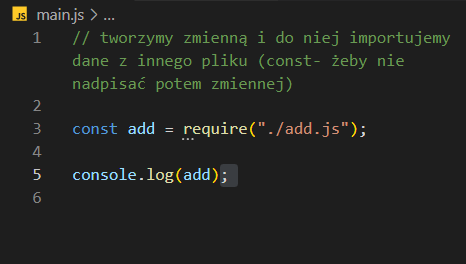 JS main.js > ...
1 // tworzymy zmienną i do niej importujemy
dane z innego pliku (const- żeby nie
nadpisać potem zmiennej)
2
3 const add = require("./add.js");
4
5 console.log(add);
6